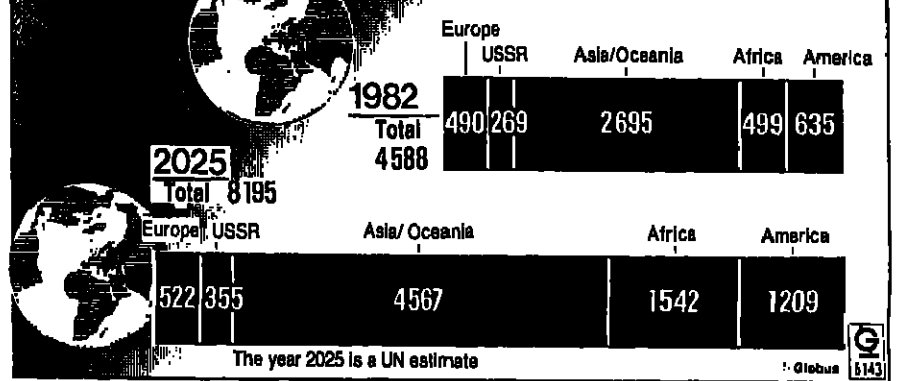 Europe
USSR Asia/Oceania Africa America
1982
Total
4588
490 269 2695 499 635
2025
Total 8195
Europe USSR Asia/Oceania Africa America
522 355 4567 1542 1209
The year 2025 is a UN estimate
Globus
G
5143